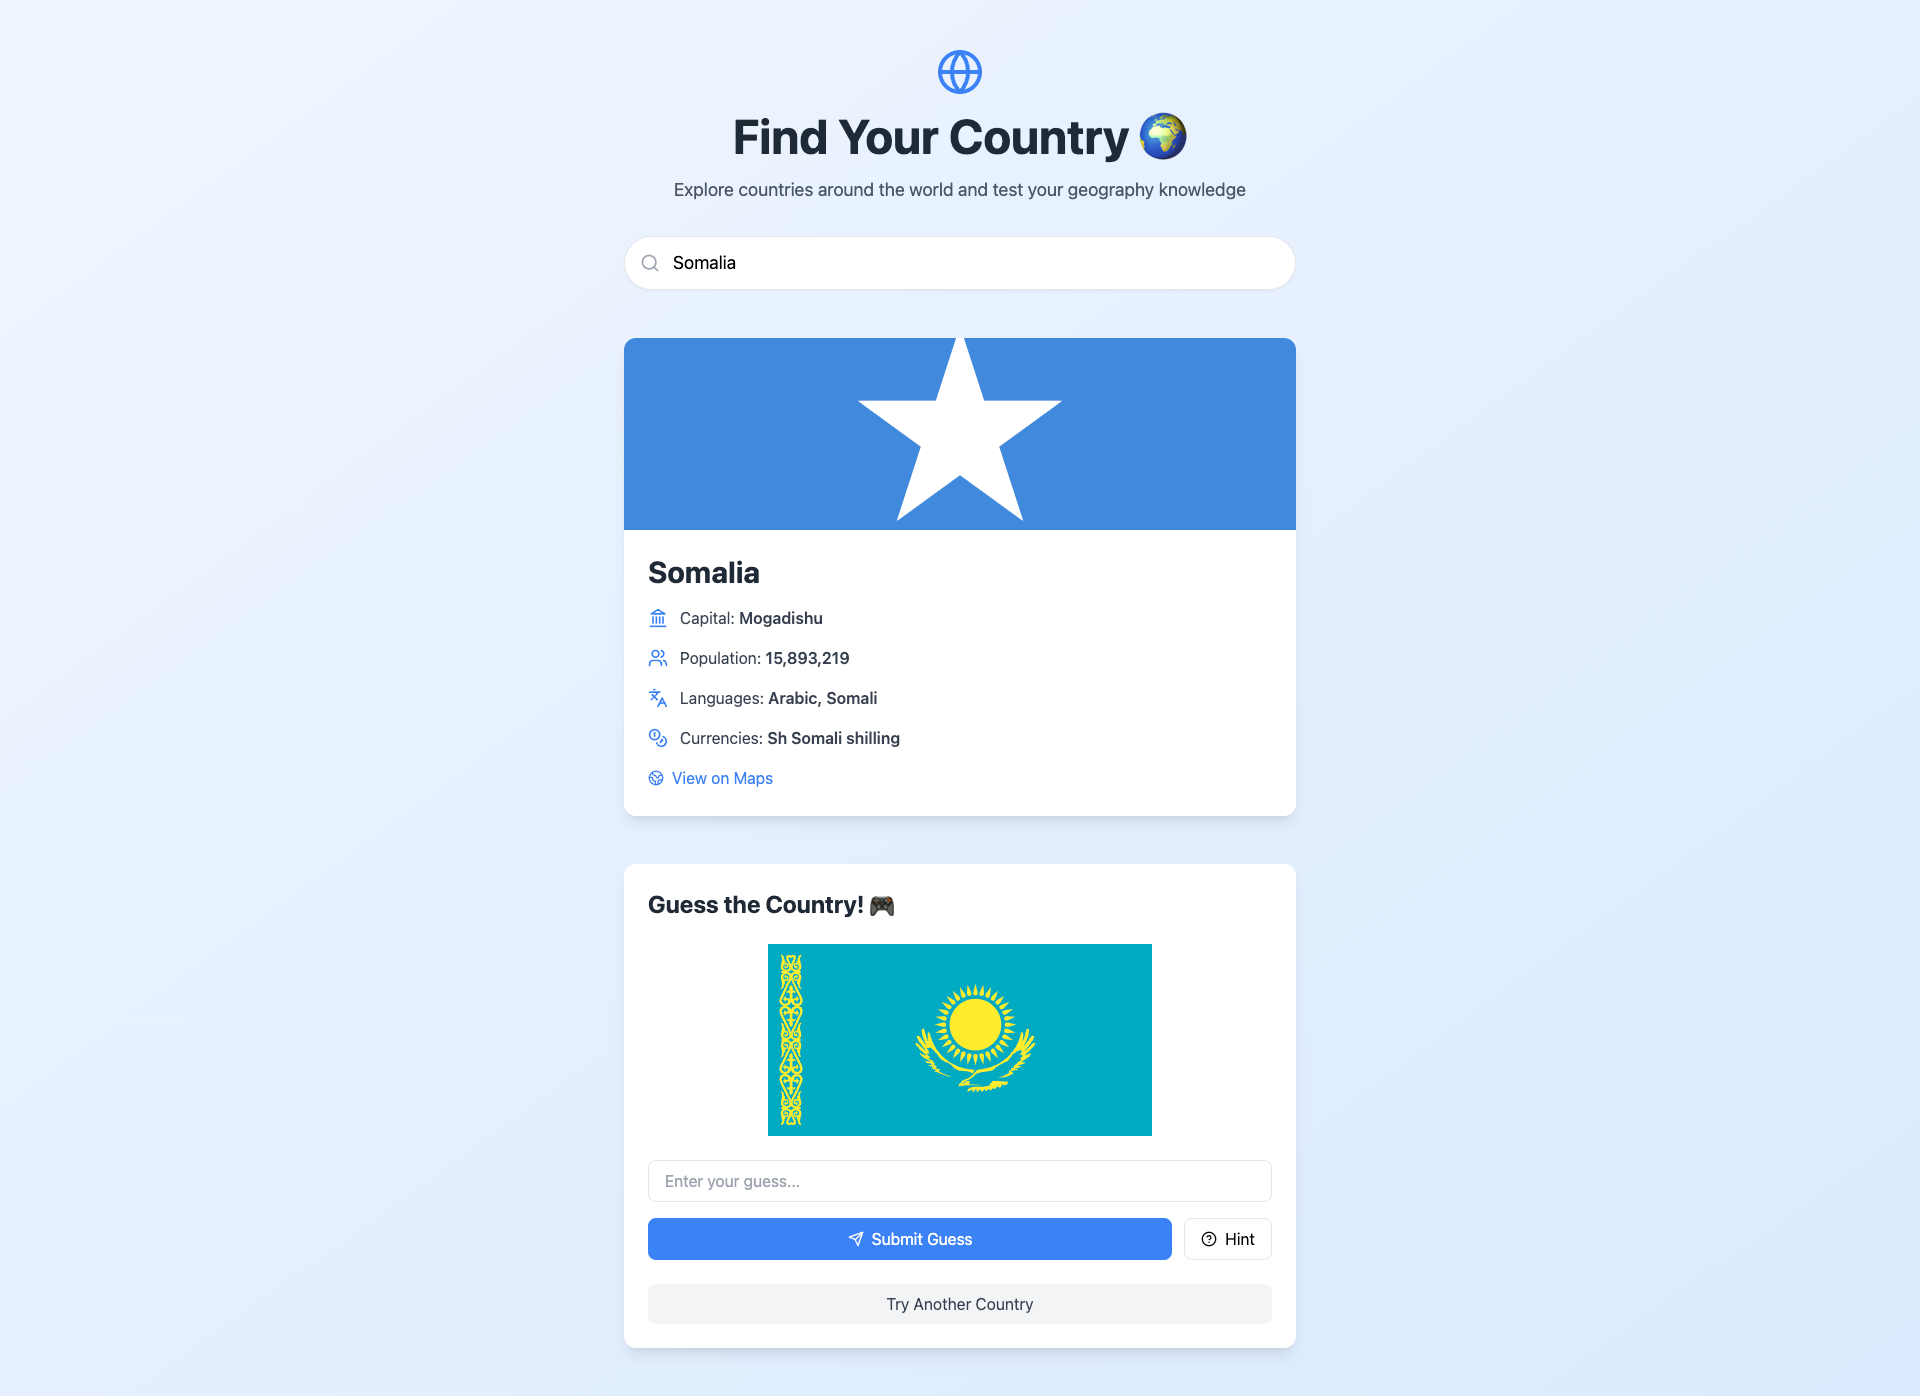 Find Your Country 🌍
Explore countries around the world and test your geography knowledge
Somalia
Somalia
Capital: Mogadishu
Population: 15,893,219
Languages: Arabic, Somali
Currencies: Sh Somali shilling
View on Maps
Guess the Country! 🎮
Enter your guess...
Submit Guess
Hint
Try Another Country